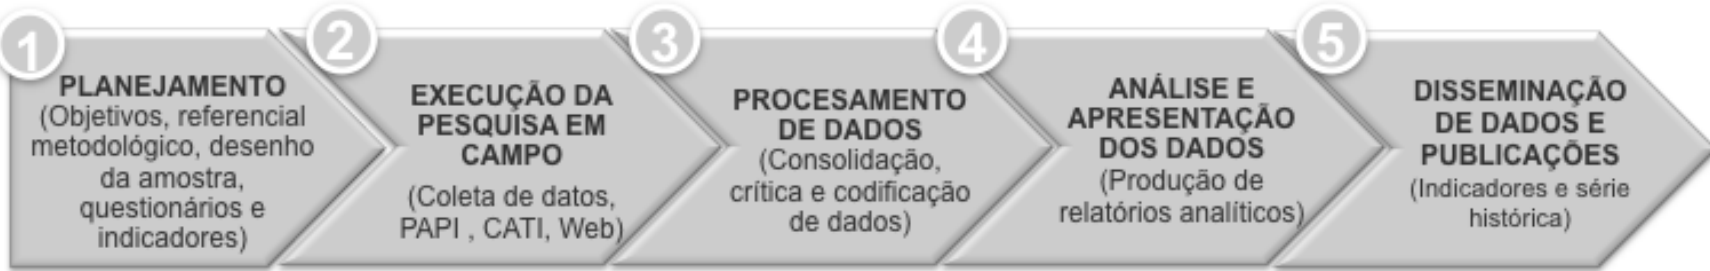 1
PLANEJAMENTO
(Objetivos, referencial
metodológico, desenho
da amostra,
questionários e
indicadores)
2
EXECUÇÃO DA
PESQUISA EM
CAMPO
(Coleta de datos,
PAPI , CATI, Web)
3
PROCESAMENTO
DE DADOS
(Consolidação,
crítica e codificação
de dados)
4
ANÁLISE E
APRESENTAÇÃO
DOS DADOS
(Produção de
relatórios analíticos)
5
DISSEMINAÇÃO
DE DADOS E
PUBLICAÇÕES
(Indicadores e série
histórica)